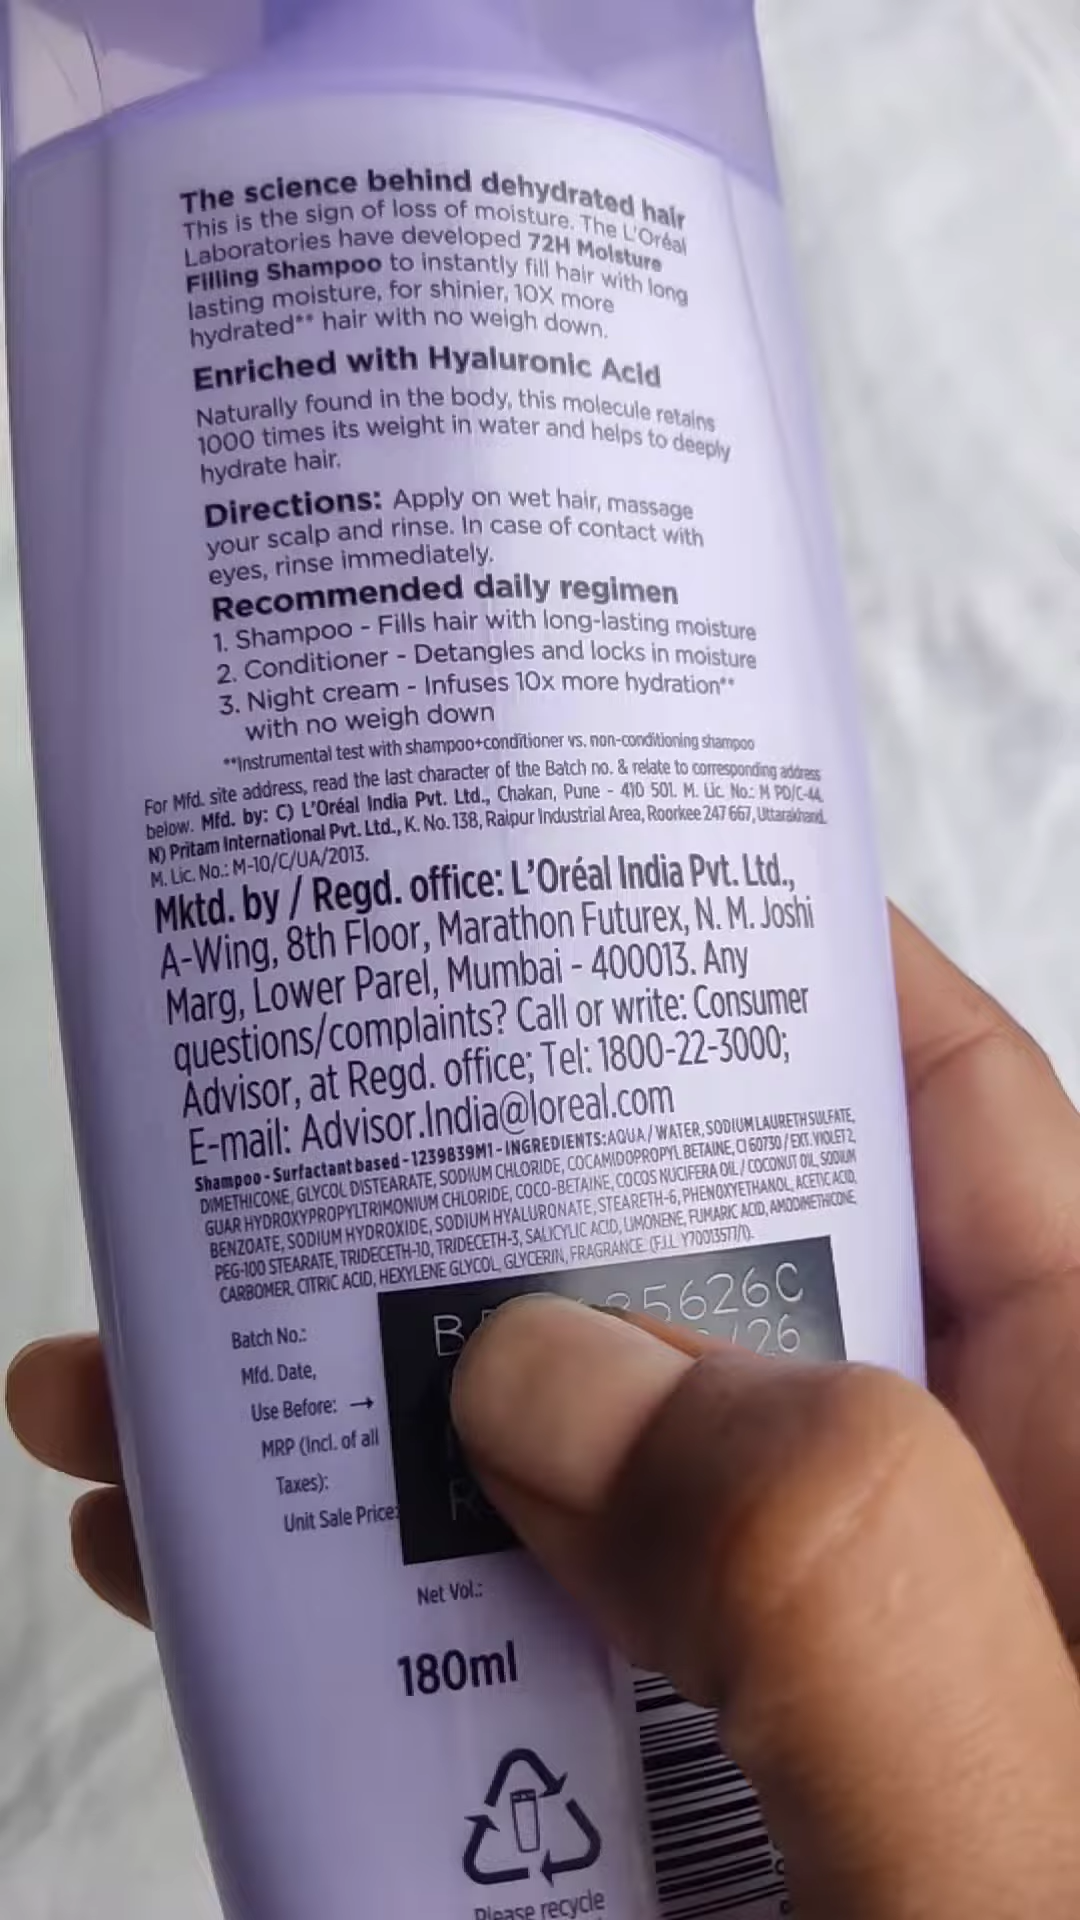 The science behind dehydrated hair
This is the sign of loss of moisture. The L'Oréal
Laboratories have developed 72H Moisture
Filling Shampoo to instantly fill hair with long
lasting moisture, for shinier, 10X more
hydrated** hair with no weigh down.
Enriched with Hyaluronic Acid
Naturally found in the body, this molecule retains
1000 times its weight in water and helps to deeply
hydrate hair.
Directions: Apply on wet hair, massage
your scalp and rinse. In case of contact with
eyes, rinse immediately.
Recommended daily regimen
1. Shampoo - Fills hair with long-lasting moisture
2. Conditioner - Detangles and locks in moisture
3. Night cream - Infuses 10x more hydration**
with no weigh down
**Instrumental test with shampoo+conditioner vs. non-conditioning shampoo
For Mfd. site address, read the last character of the Batch no. & relate to corresponding address
below. Mfd. by: C) L'Oréal India Pvt. Ltd., Chakan, Pune - 410 501. M. Lic No.: M PD/C-44.
N) Pritam International Pvt. Ltd., K. No. 138, Raipur Industrial Area, Roorkee 247 667, Uttarakhand.
M. Lic. No.: M-10/C/UA/2013.
Mktd. by / Regd. office: L'Oréal India Pvt. Ltd.,
A-Wing, 8th Floor, Marathon Futurex, N. M. Joshi
Marg, Lower Parel, Mumbai - 400013. Any
questions/complaints? Call or write: Consumer
Advisor, at Regd. office; Tel: 1800-22-3000;
E-mail: Advisor.India@loreal.com
Shampoo - Surfactant based - 1239839M1 - INGREDIENTS: AQUA / WATER, SODIUM LAURETH SULFATE,
DIMETHICONE, GLYCOL DISTEARATE, SODIUM CHLORIDE, COCAMIDOPROPYL BETAINE, CI 60730 / EXT. VIOLET 2,
GUAR HYDROXYPROPYLTRIMONIUM CHLORIDE, COCO-BETAINE, COCOS NUCIFERA OIL / COCONUT OIL, SODIUM
BENZOATE, SODIUM HYDROXIDE, SODIUM HYALURONATE, STEARETH-6, PHENOXYETHANOL, ACETIC ACID,
PEG-100 STEARATE, TRIDECETH-10, TRIDECETH-3, SALICYLIC ACID, LIMONENE, FUMARIC ACID, AMODIMETHICONE,
CARBOMER, CITRIC ACID, HEXYLENE GLYCOL, GLYCERIN, FRAGRANCE. (F.I.L. Y70013577/1).
Batch No.:
Mfd. Date,
Use Before: →
MRP (Incl. of all
Taxes):
Unit Sale Price:
Net Vol.:
180ml
Please recycle